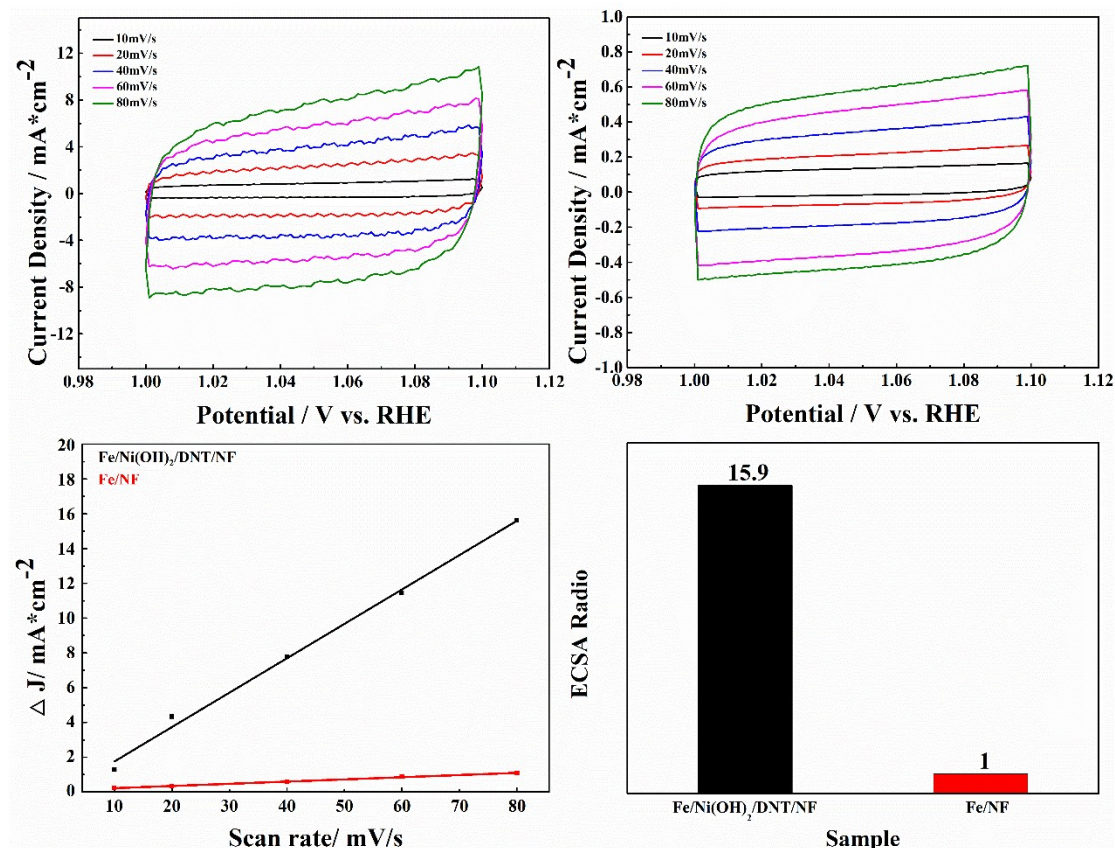 10mV/s
20mV/s
40mV/s
60mV/s
80mV/s
12
8
4
0
-4
-8
-12
Current Density / mA*cm⁻²
0.98 1.00 1.02 1.04 1.06 1.08 1.10 1.12
Potential / V vs. RHE
10mV/s
20mV/s
40mV/s
60mV/s
80mV/s
1.0
0.8
0.6
0.4
0.2
0.0
-0.2
-0.4
-0.6
-0.8
-1.0
Current Density / mA*cm⁻²
0.98 1.00 1.02 1.04 1.06 1.08 1.10 1.12
Potential / V vs. RHE
Fe/Ni(OH)₂/DNT/NF
Fe/NF
20
18
16
14
12
10
8
6
4
2
0
△ J/ mA*cm⁻²
10 20 30 40 50 60 70 80
Scan rate/ mV/s
15.9
1
ECSA Radio
Fe/Ni(OH)₂/DNT/NF Fe/NF
Sample